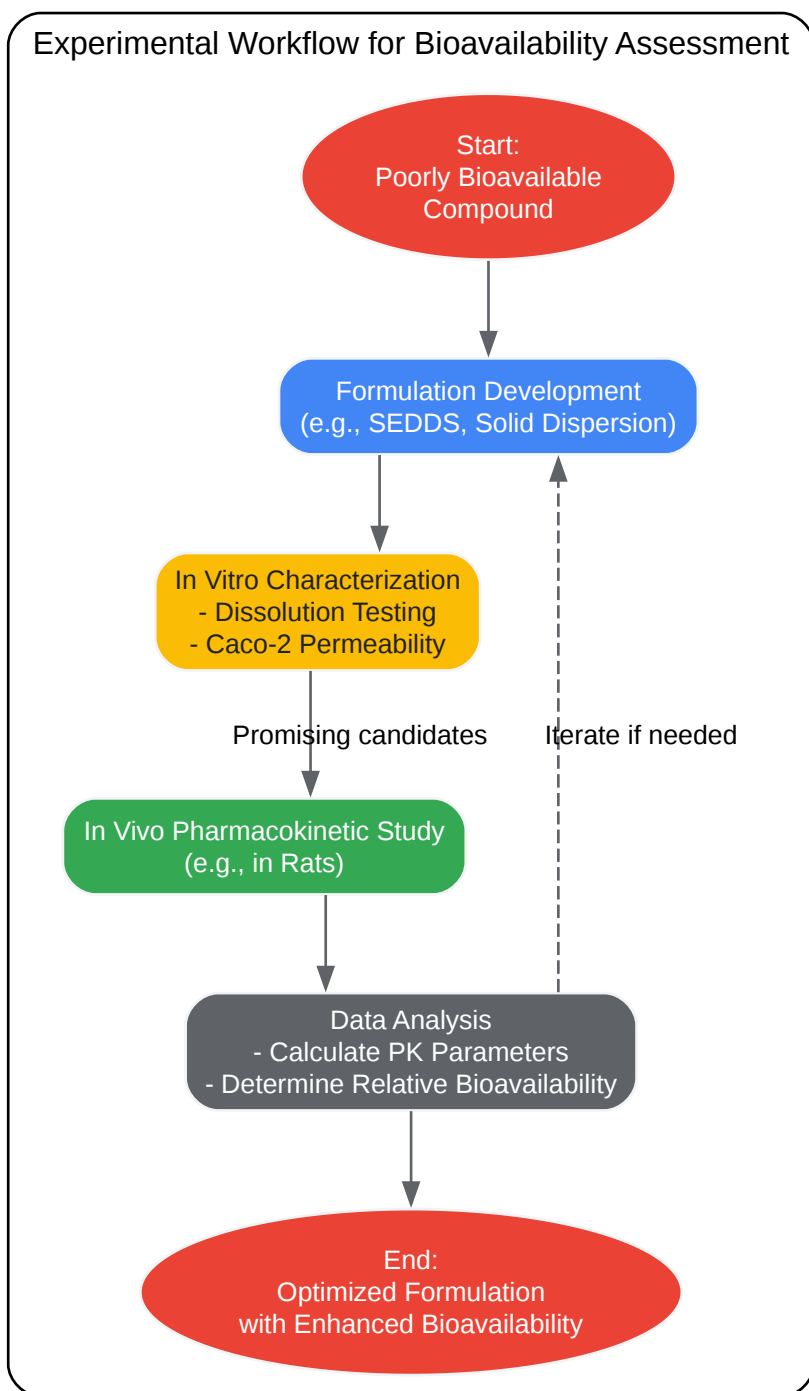 Experimental Workflow for Bioavailability Assessment
Start:
Poorly Bioavailable
Compound
Formulation Development
(e.g., SEDDS, Solid Dispersion)
In Vitro Characterization
- Dissolution Testing
- Caco-2 Permeability
Promising candidates
Iterate if needed
In Vivo Pharmacokinetic Study
(e.g., in Rats)
Data Analysis
- Calculate PK Parameters
- Determine Relative Bioavailability
End:
Optimized Formulation
with Enhanced Bioavailability